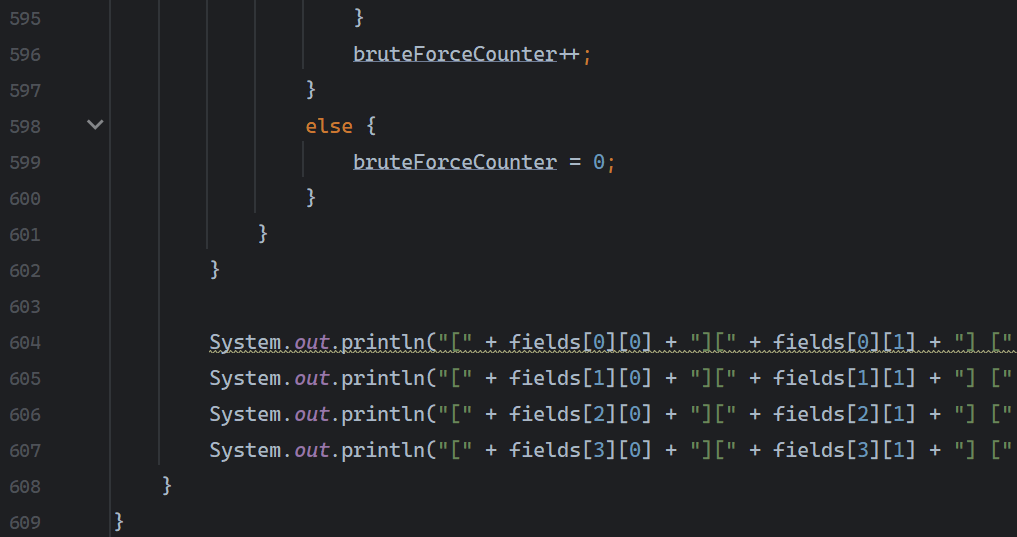 595 }
596 bruteForceCounter++;
597 }
598 else {
599 bruteForceCounter = 0;
600 }
601 }
602 }
603
604 System.out.println("[" + fields[0][0] + "][" + fields[0][1] + "] ["
605 System.out.println("[" + fields[1][0] + "][" + fields[1][1] + "] ["
606 System.out.println("[" + fields[2][0] + "][" + fields[2][1] + "] ["
607 System.out.println("[" + fields[3][0] + "][" + fields[3][1] + "] ["
608 }
609 }